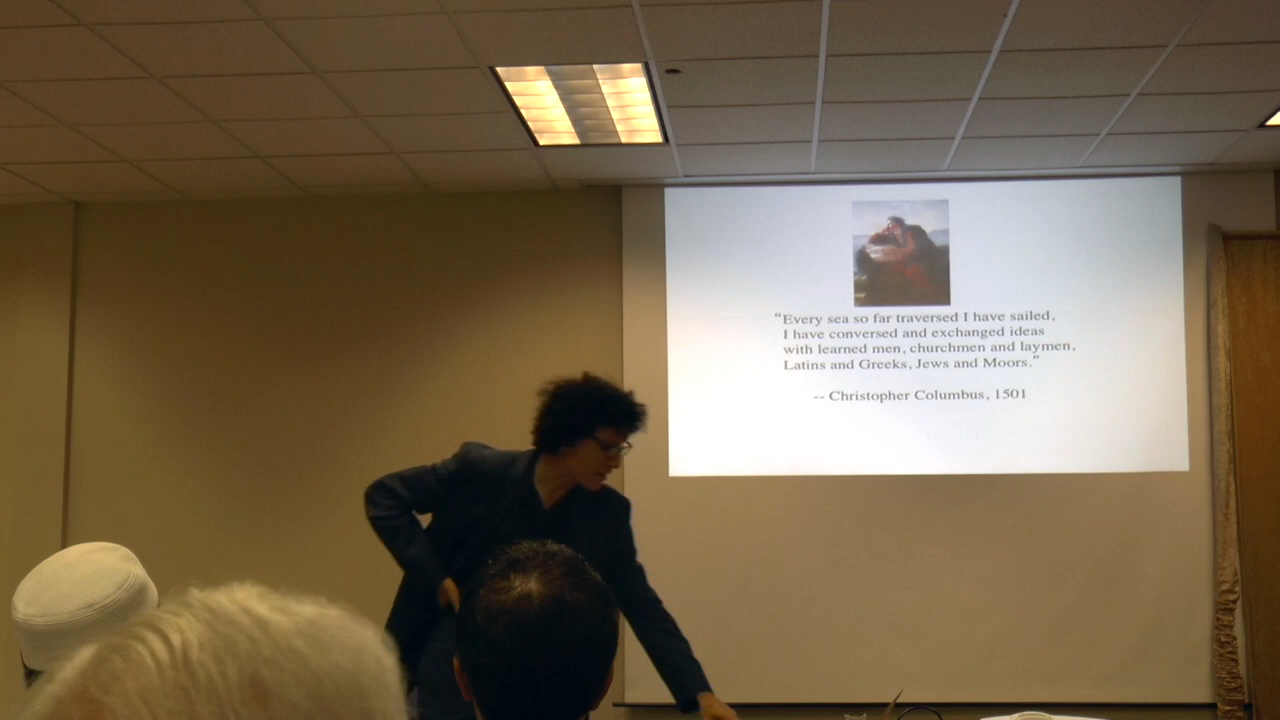 “Every sea so far traversed I have sailed,
I have conversed and exchanged ideas
with learned men, churchmen and laymen,
Latins and Greeks, Jews and Moors.”
-- Christopher Columbus, 1501